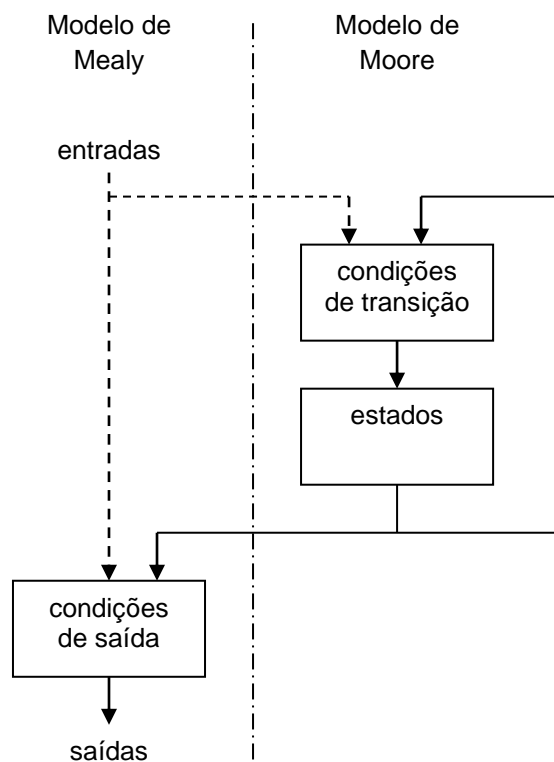 Modelo de
Mealy
Modelo de
Moore
entradas
condições
de transição
estados
condições
de saída
saídas